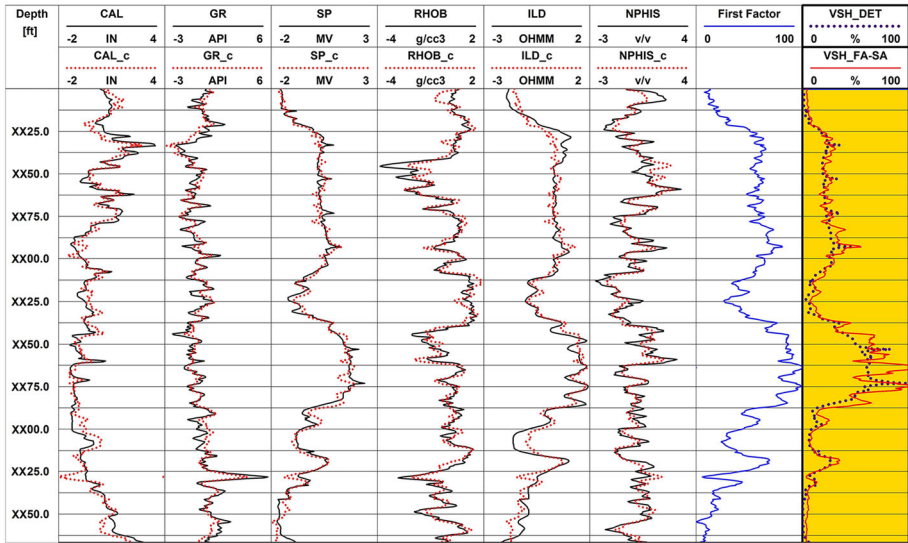 Depth CAL GR SP RHOB ILD NPHIS First Factor VSH_DET
[ft] -2 IN 4 -3 API 6 -2 MV 3 -3 g/cc3 2 -3 OHMM 2 -3 v/v 4 0 100 0 % 100
CAL_c GR_c SP_c RHOB_c ILD_c NPHIS_c VSH_FA-SA
-2 IN 4 -3 API 6 -2 MV 3 -3 g/cc3 2 -3 OHMM 2 -3 v/v 4 0 % 100
XX25.0
XX50.0
XX75.0
XX00.0
XX25.0
XX50.0
XX75.0
XX00.0
XX25.0
XX50.0